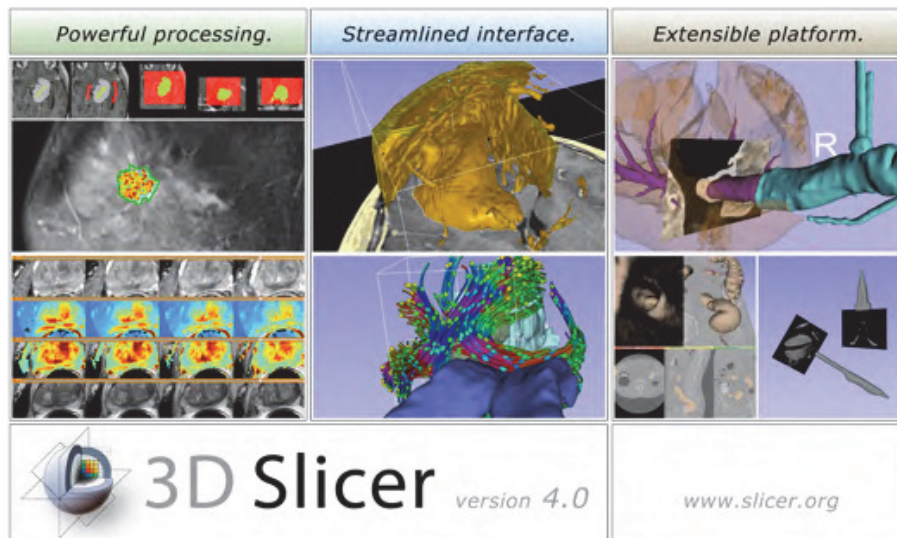 Powerful processing.
Streamlined interface.
Extensible platform.
R
3D Slicer version 4.0
www.slicer.org